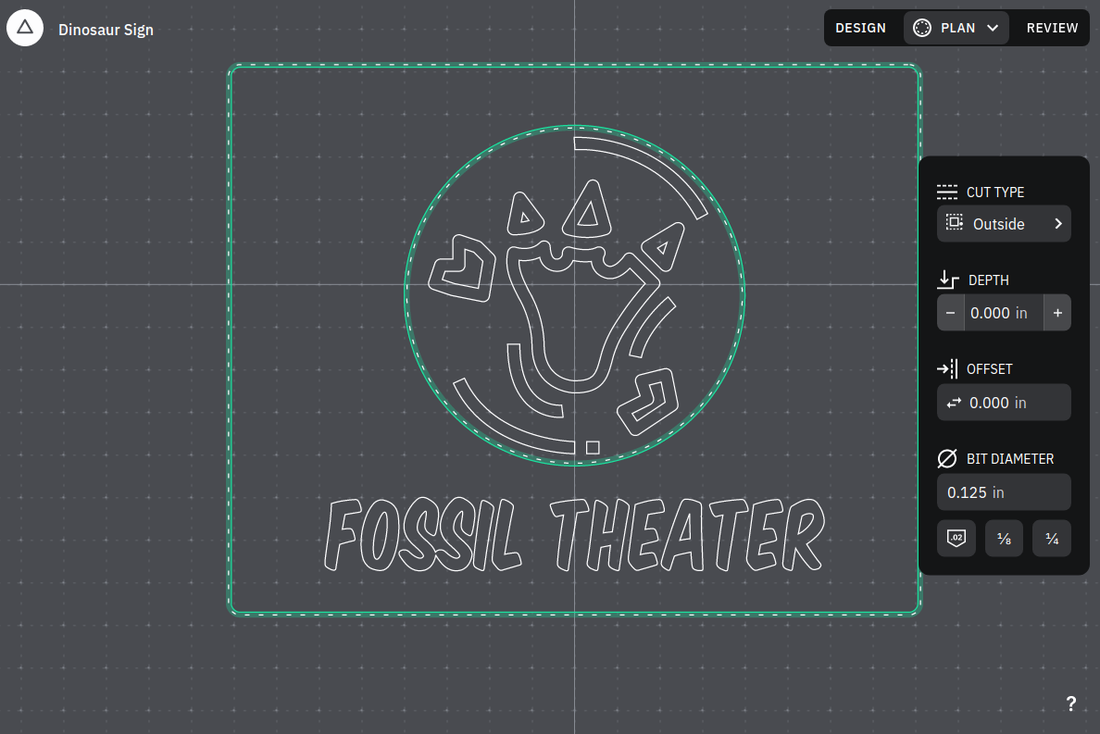 Dinosaur Sign
DESIGN
PLAN
REVIEW
CUT TYPE
Outside
DEPTH
− 0.000 in +
OFFSET
0.000 in
BIT DIAMETER
0.125 in
.02
⅛
¼
FOSSIL THEATER
?